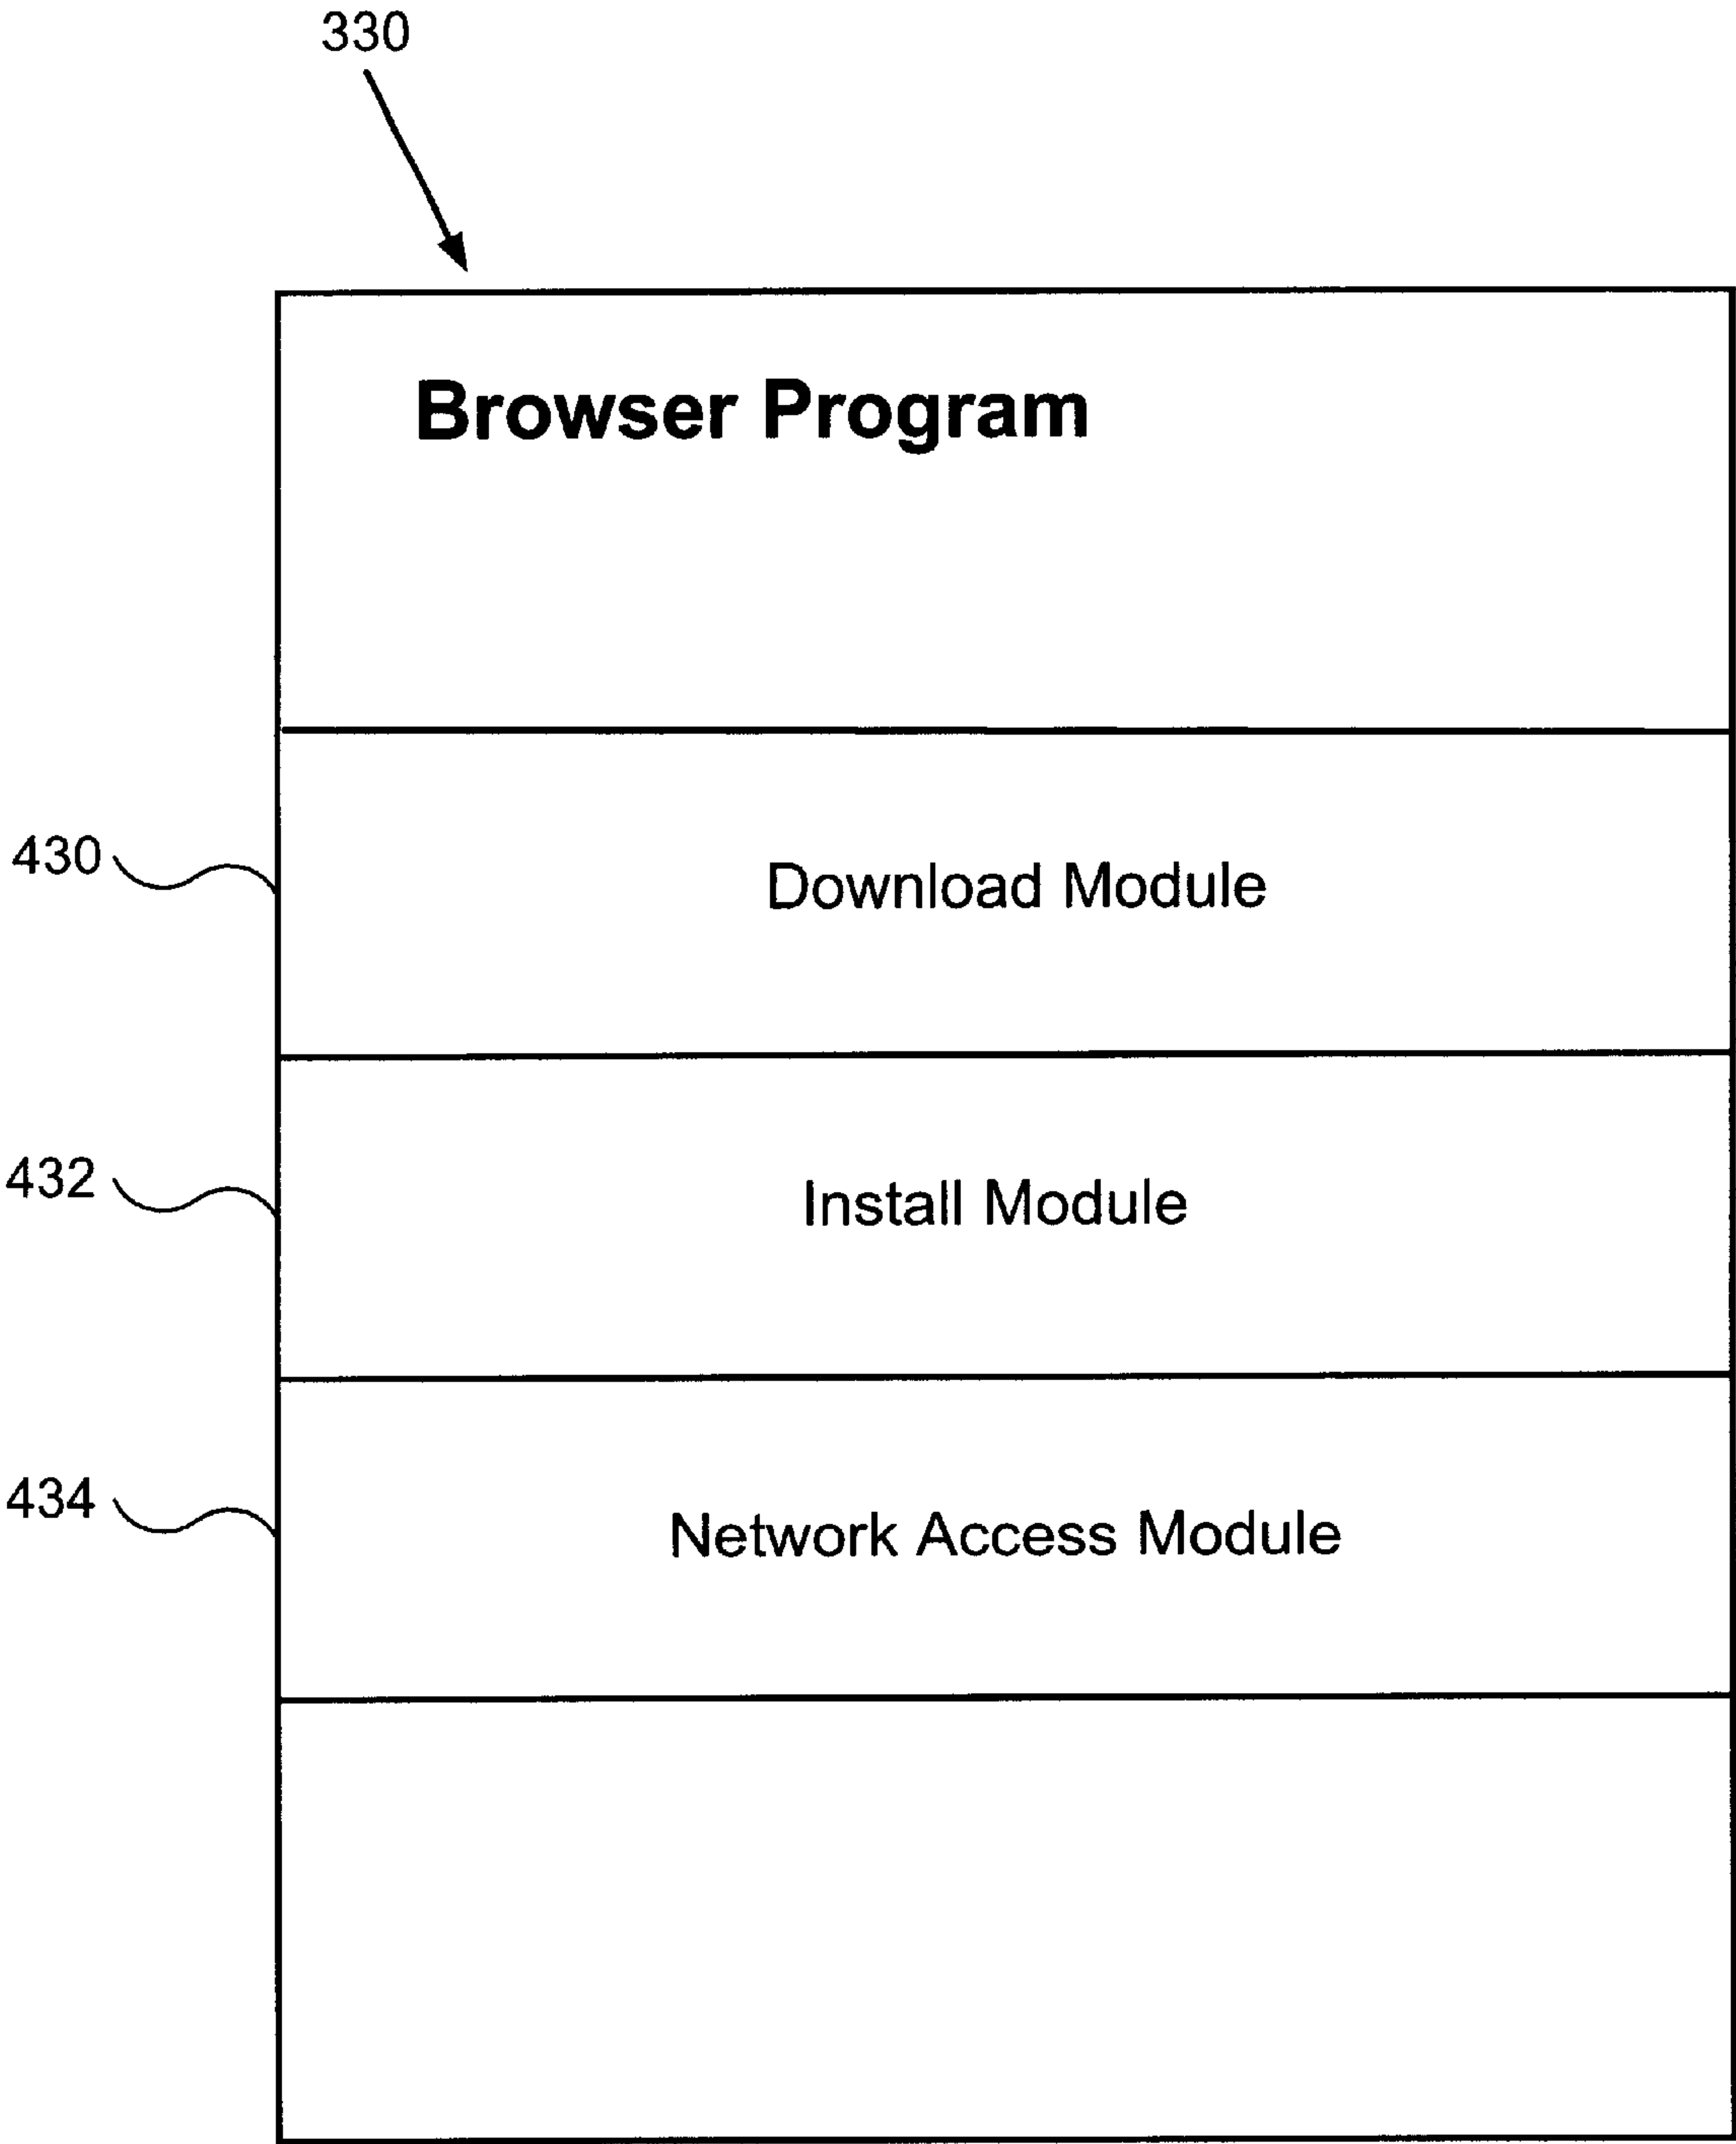 330
Browser Program
430
Download Module
432
Install Module
434
Network Access Module